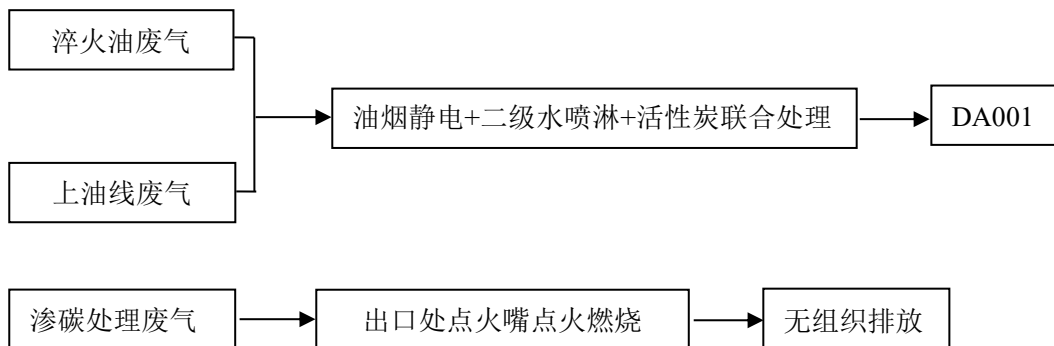 淬火油废气
油烟静电+二级水喷淋+活性炭联合处理
DA001
上油线废气
渗碳处理废气
出口处点火嘴点火燃烧
无组织排放